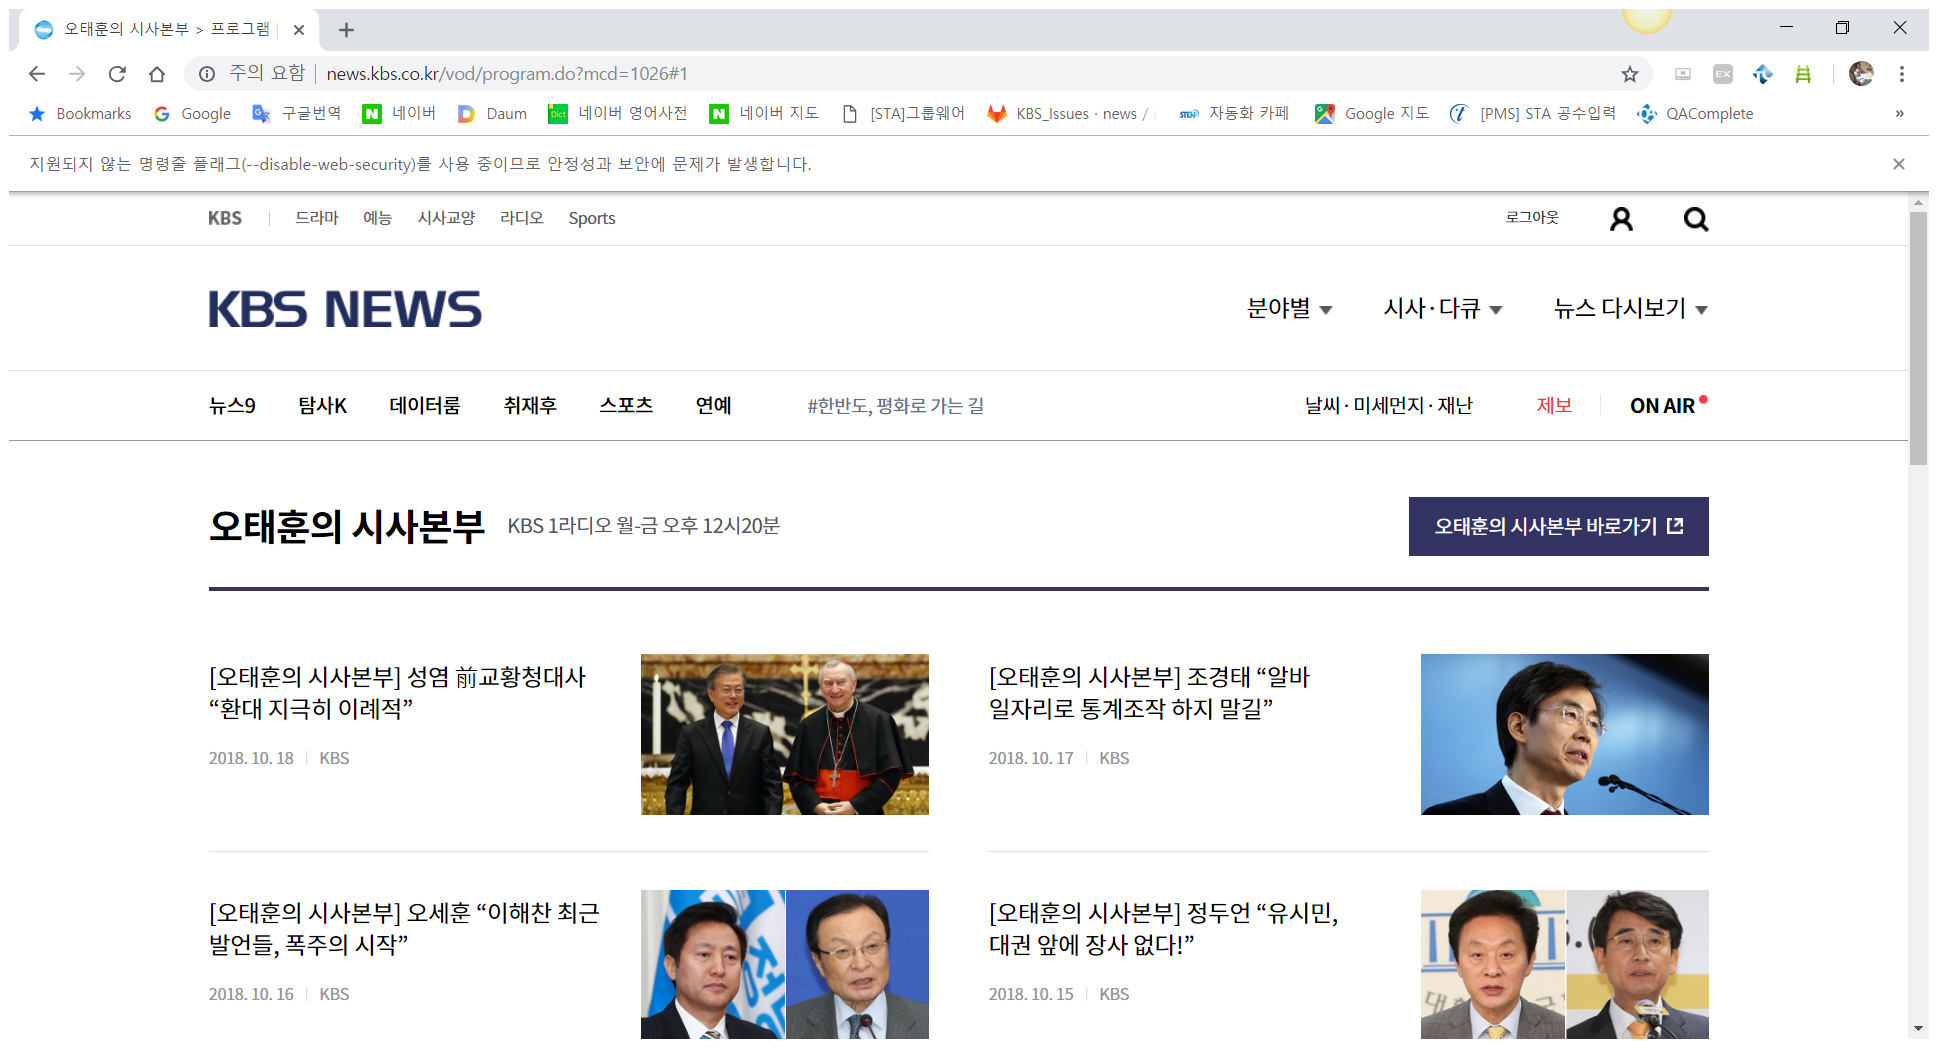 오태훈의 시사본부 > 프로그램
주의 요함 news.kbs.co.kr/vod/program.do?mcd=1026#1
EX
Bookmarks Google 구글번역 네이버 Daum 네이버 영어사전 네이버 지도 [STA]그룹웨어 KBS_Issues · news / 자동화 카페 Google 지도 [PMS] STA 공수입력 QAComplete »
지원되지 않는 명령줄 플래그(--disable-web-security)를 사용 중이므로 안정성과 보안에 문제가 발생합니다.
KBS 드라마 예능 시사교양 라디오 Sports 로그아웃
KBS NEWS 분야별 시사·다큐 뉴스 다시보기
뉴스9 탐사K 데이터룸 취재후 스포츠 연예 #한반도, 평화로 가는 길 날씨·미세먼지·재난 제보 ON AIR
오태훈의 시사본부 KBS 1라디오 월-금 오후 12시20분 오태훈의 시사본부 바로가기
[오태훈의 시사본부] 성염 前교황청대사
“환대 지극히 이례적”
2018. 10. 18 KBS
[오태훈의 시사본부] 조경태 “알바
일자리로 통계조작 하지 말길”
2018. 10. 17 KBS
[오태훈의 시사본부] 오세훈 “이해찬 최근
발언들, 폭주의 시작”
2018. 10. 16 KBS
[오태훈의 시사본부] 정두언 “유시민,
대권 앞에 장사 없다!”
2018. 10. 15 KBS